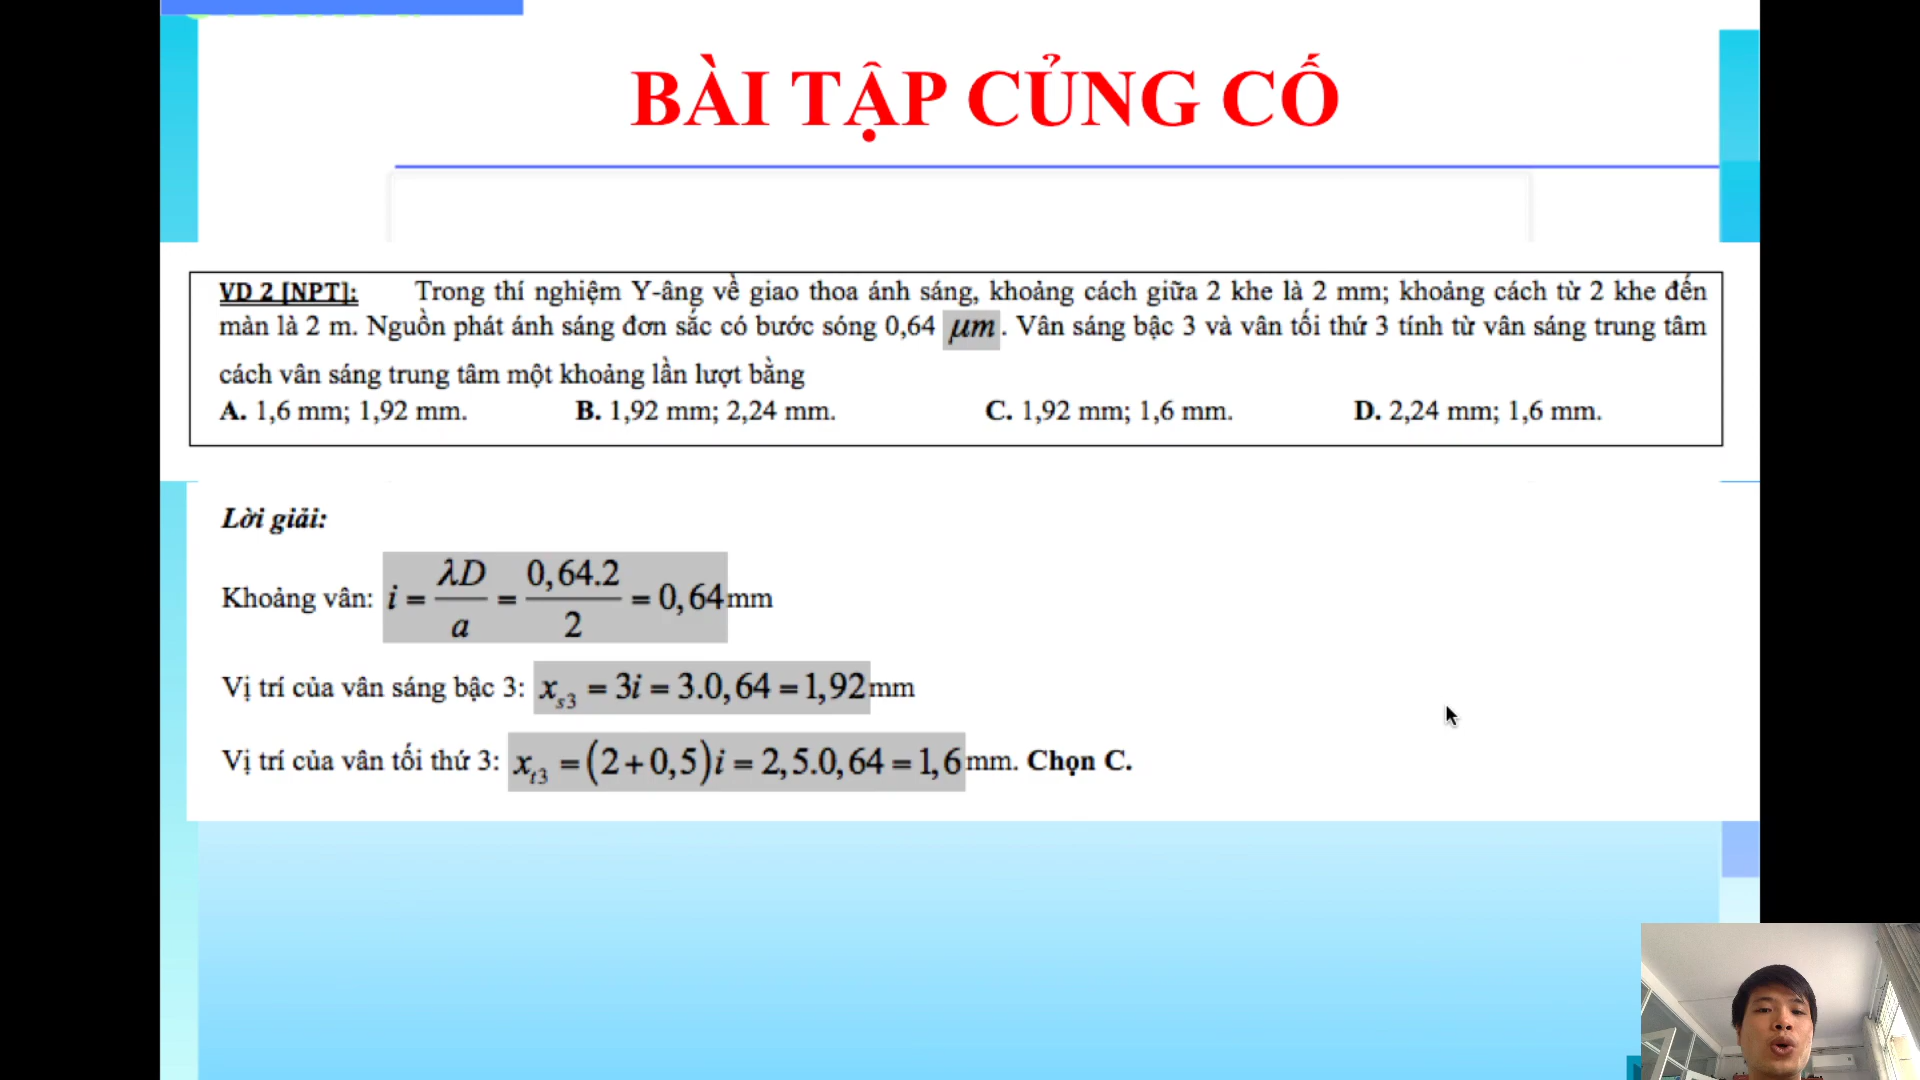 BÀI TẬP CỦNG CỐ
VD 2 [NPT]: Trong thí nghiệm Y-âng về giao thoa ánh sáng, khoảng cách giữa 2 khe là 2 mm; khoảng cách từ 2 khe đến
màn là 2 m. Nguồn phát ánh sáng đơn sắc có bước sóng 0,64 μm. Vân sáng bậc 3 và vân tối thứ 3 tính từ vân sáng trung tâm
cách vân sáng trung tâm một khoảng lần lượt bằng
A. 1,6 mm; 1,92 mm. B. 1,92 mm; 2,24 mm. C. 1,92 mm; 1,6 mm. D. 2,24 mm; 1,6 mm.
Lời giải:
Khoảng vân: i = λD/a = 0,64.2/2 = 0,64mm
Vị trí của vân sáng bậc 3: x_s3 = 3i = 3.0,64 = 1,92mm
Vị trí của vân tối thứ 3: x_t3 = (2+0,5)i = 2,5.0,64 = 1,6mm. Chọn C.